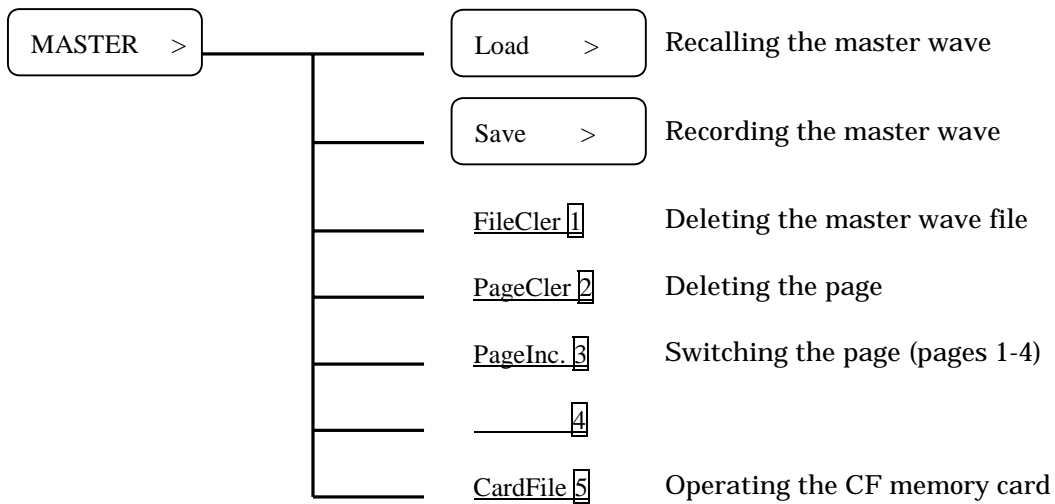 MASTER > Load > Recalling the master wave
Save > Recording the master wave
FileCler 1 Deleting the master wave file
PageCler 2 Deleting the page
PageInc. 3 Switching the page (pages 1-4)
4
CardFile 5 Operating the CF memory card